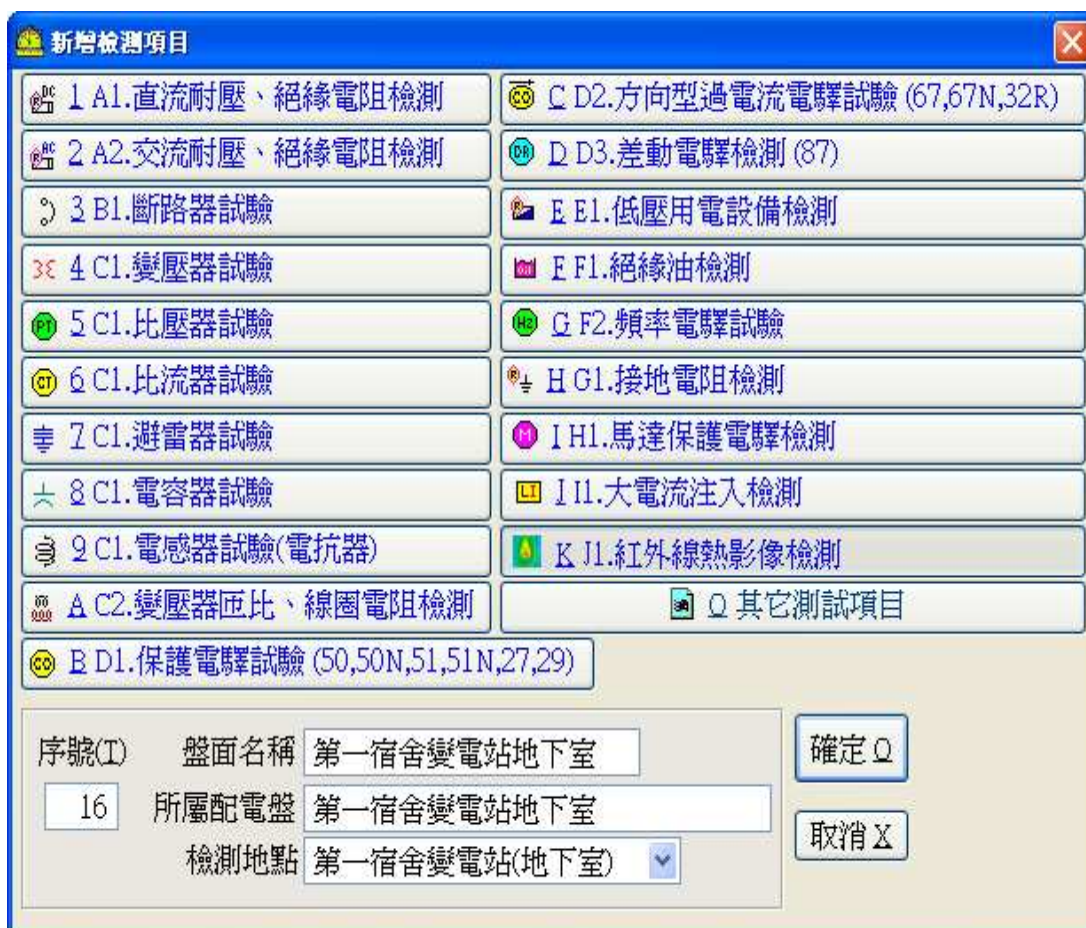 新增檢測項目
1 A1.直流耐壓、絕緣電阻檢測
2 A2.交流耐壓、絕緣電阻檢測
3 B1.斷路器試驗
4 C1.變壓器試驗
5 C1.比壓器試驗
6 C1.比流器試驗
7 C1.避雷器試驗
8 C1.電容器試驗
9 C1.電感器試驗(電抗器)
A C2.變壓器匝比、線圈電阻檢測
B D1.保護電驛試驗 (50,50N,51,51N,27,29)
C D2.方向型過電流電驛試驗 (67,67N,32R)
D D3.差動電驛檢測 (87)
E E1.低壓用電設備檢測
F F1.絕緣油檢測
G F2.頻率電驛試驗
H G1.接地電阻檢測
I H1.馬達保護電驛檢測
J I1.大電流注入檢測
K J1.紅外線熱影像檢測
O 其它測試項目
序號(T)
16
盤面名稱 第一宿舍變電站地下室
所屬配電盤 第一宿舍變電站地下室
檢測地點 第一宿舍變電站(地下室)
確定 O
取消 X